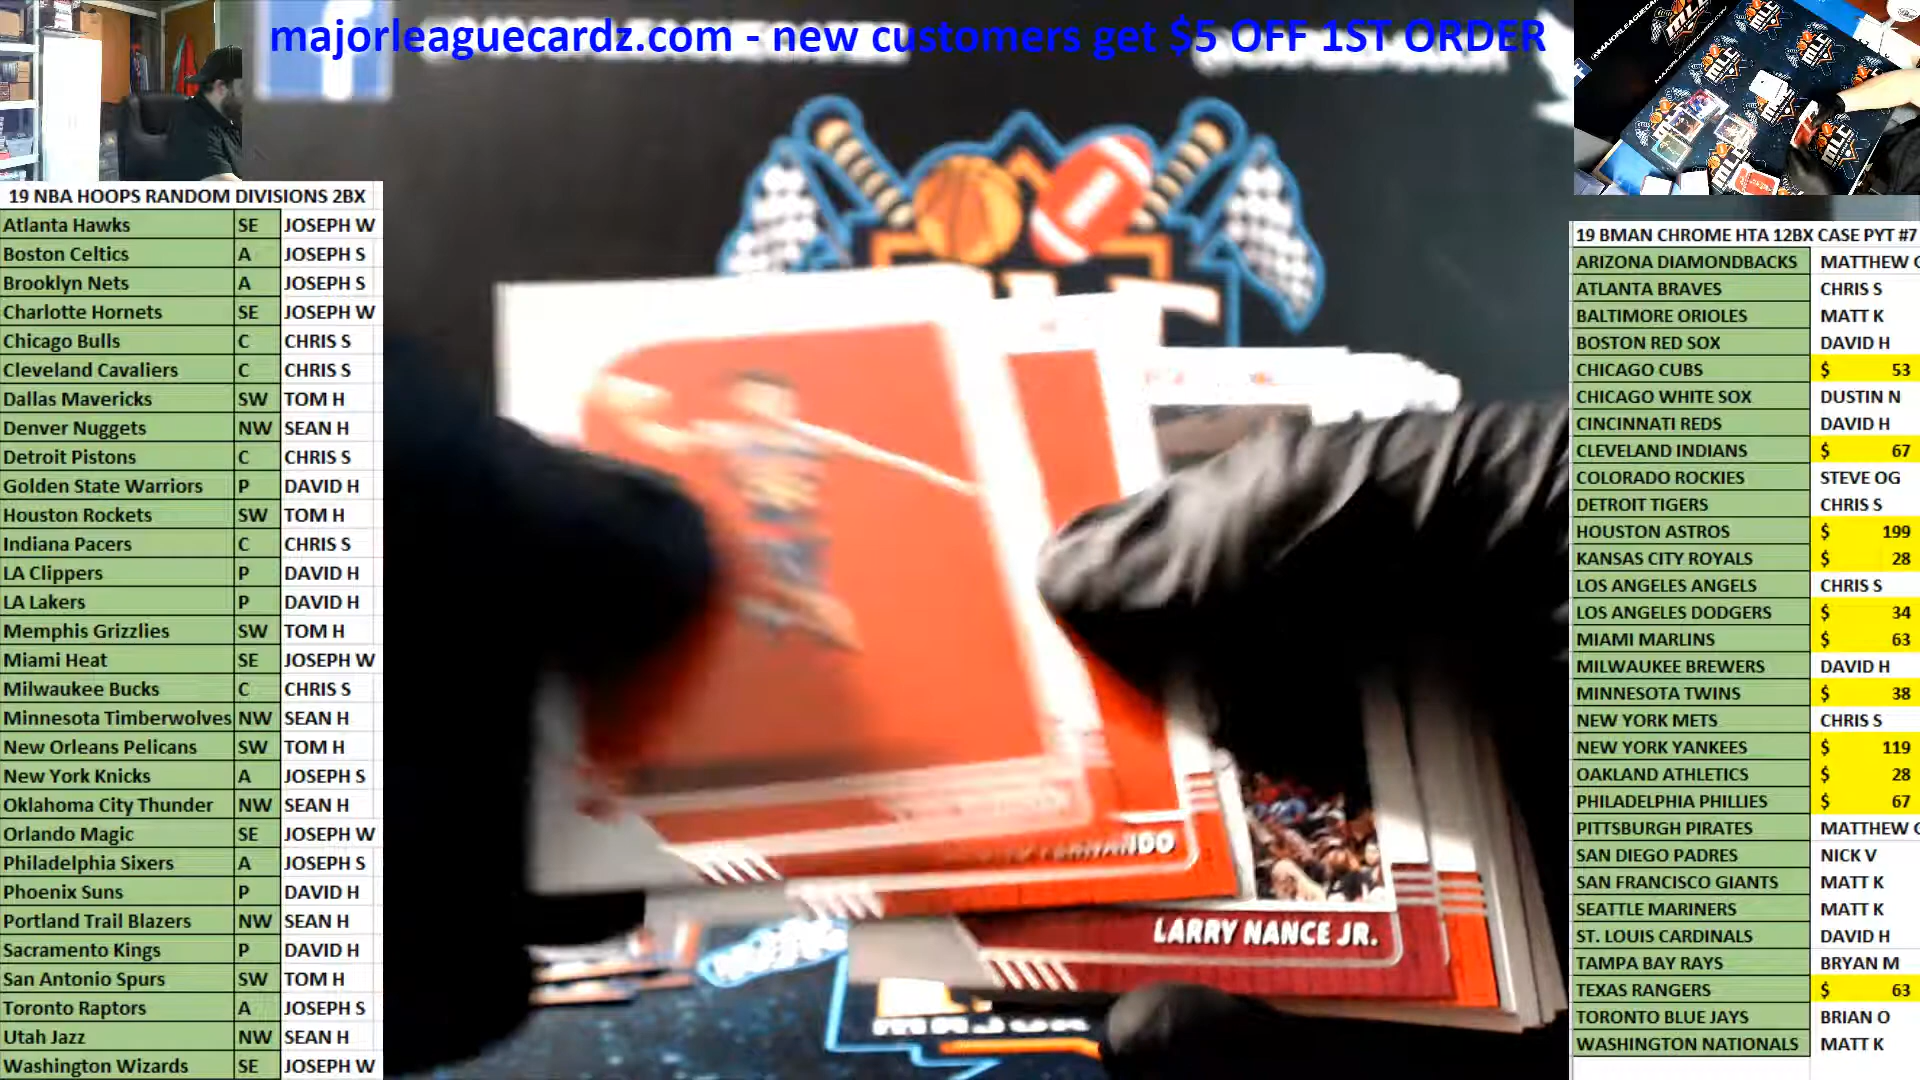 majorleaguecardz.com - new customers get $5 OFF 1ST ORDER
19 NBA HOOPS RANDOM DIVISIONS 2BX
Atlanta Hawks SE JOSEPH W
Boston Celtics A JOSEPH S
Brooklyn Nets A JOSEPH S
Charlotte Hornets SE JOSEPH W
Chicago Bulls C CHRIS S
Cleveland Cavaliers C CHRIS S
Dallas Mavericks SW TOM H
Denver Nuggets NW SEAN H
Detroit Pistons C CHRIS S
Golden State Warriors P DAVID H
Houston Rockets SW TOM H
Indiana Pacers C CHRIS S
LA Clippers P DAVID H
LA Lakers P DAVID H
Memphis Grizzlies SW TOM H
Miami Heat SE JOSEPH W
Milwaukee Bucks C CHRIS S
Minnesota Timberwolves NW SEAN H
New Orleans Pelicans SW TOM H
New York Knicks A JOSEPH S
Oklahoma City Thunder NW SEAN H
Orlando Magic SE JOSEPH W
Philadelphia Sixers A JOSEPH S
Phoenix Suns P DAVID H
Portland Trail Blazers NW SEAN H
Sacramento Kings P DAVID H
San Antonio Spurs SW TOM H
Toronto Raptors A JOSEPH S
Utah Jazz NW SEAN H
Washington Wizards SE JOSEPH W
LARRY NANCE JR.
19 BMAN CHROME HTA 12BX CASE PYT #7
ARIZONA DIAMONDBACKS MATTHEW
ATLANTA BRAVES CHRIS S
BALTIMORE ORIOLES MATT K
BOSTON RED SOX DAVID H
CHICAGO CUBS $ 53
CHICAGO WHITE SOX DUSTIN N
CINCINNATI REDS DAVID H
CLEVELAND INDIANS $ 67
COLORADO ROCKIES STEVE OG
DETROIT TIGERS CHRIS S
HOUSTON ASTROS $ 199
KANSAS CITY ROYALS $ 28
LOS ANGELES ANGELS CHRIS S
LOS ANGELES DODGERS $ 34
MIAMI MARLINS $ 63
MILWAUKEE BREWERS DAVID H
MINNESOTA TWINS $ 38
NEW YORK METS CHRIS S
NEW YORK YANKEES $ 119
OAKLAND ATHLETICS $ 28
PHILADELPHIA PHILLIES $ 67
PITTSBURGH PIRATES MATTHEW
SAN DIEGO PADRES NICK V
SAN FRANCISCO GIANTS MATT K
SEATTLE MARINERS MATT K
ST. LOUIS CARDINALS DAVID H
TAMPA BAY RAYS BRYAN M
TEXAS RANGERS $ 63
TORONTO BLUE JAYS BRIAN O
WASHINGTON NATIONALS MATT K